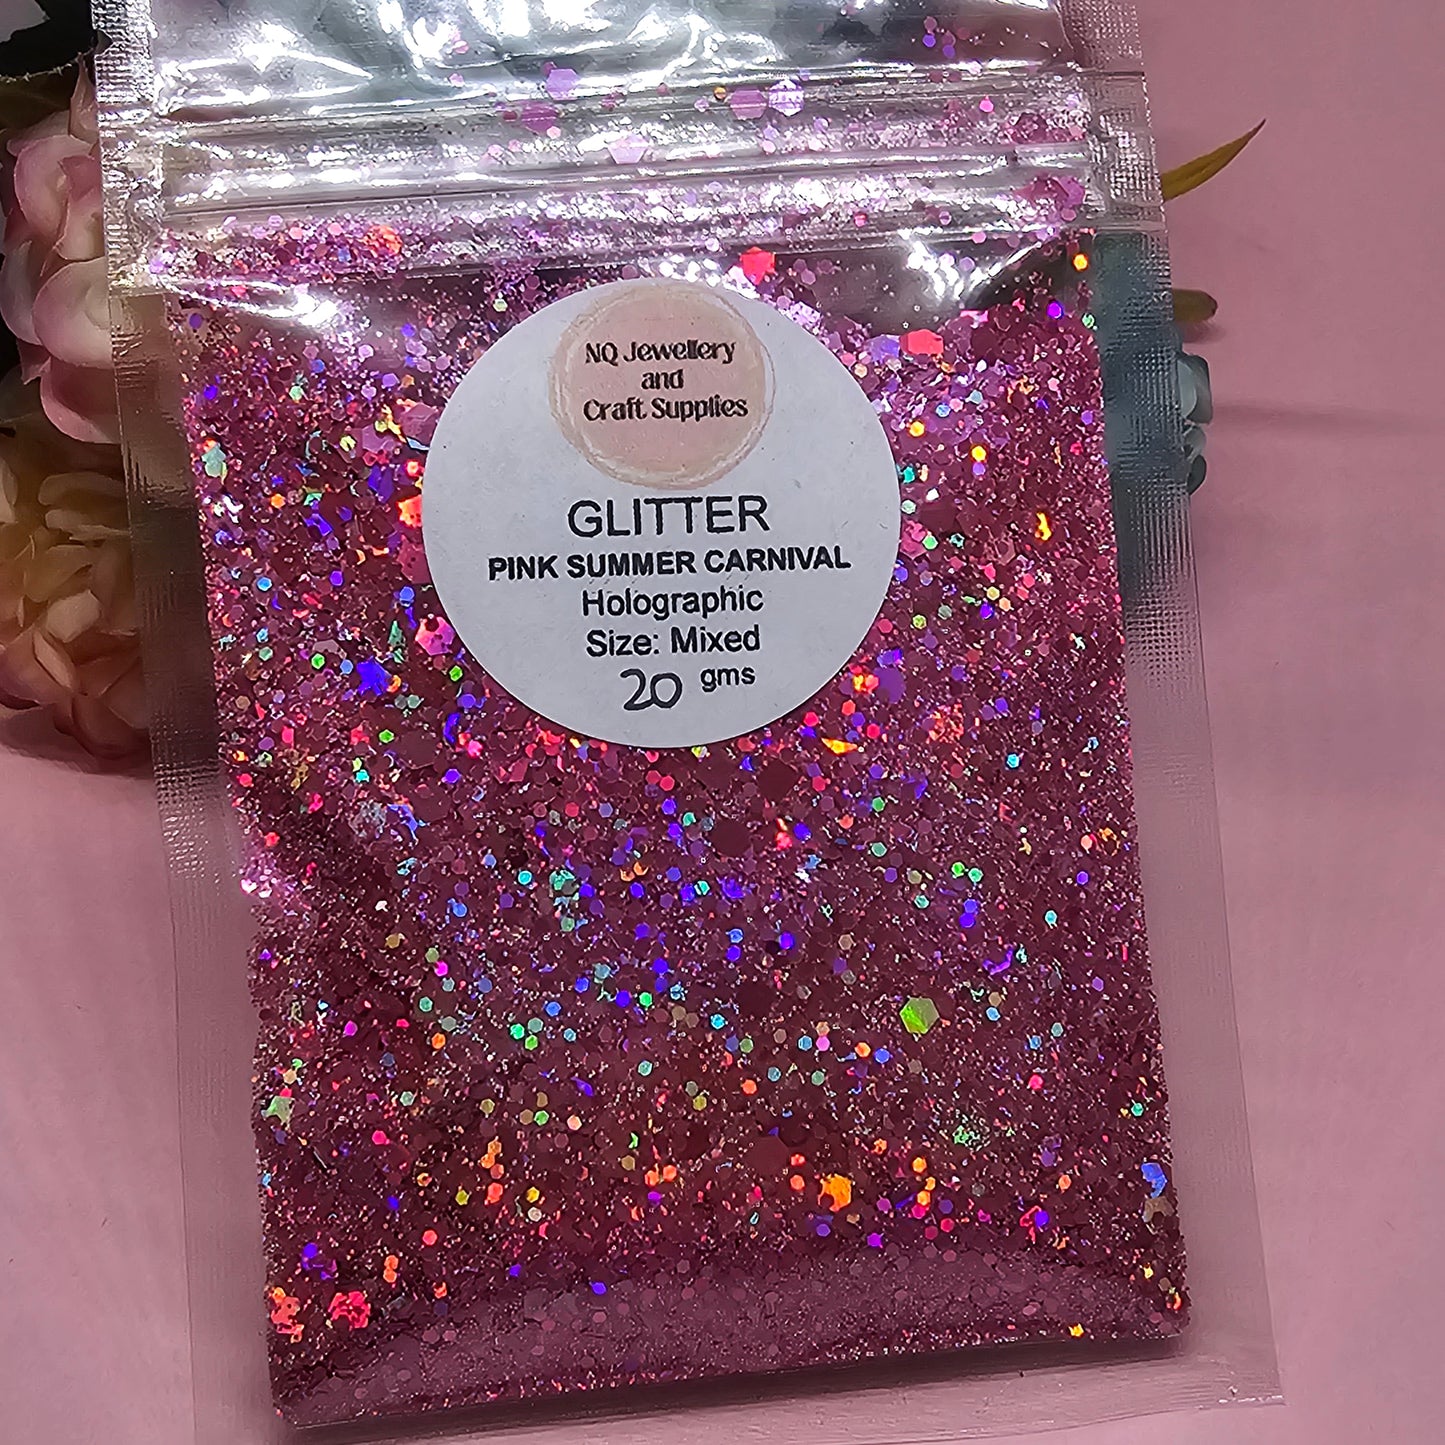 NQ Jewellery
and
Craft Supplies
GLITTER
PINK SUMMER CARNIVAL
Holographic
Size: Mixed
20 gms